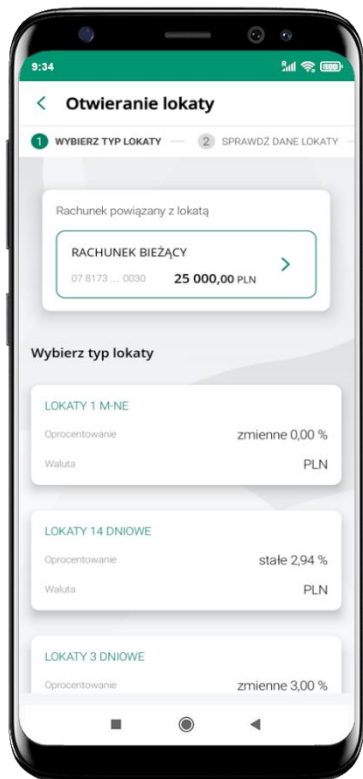 9:34
Otwieranie lokaty
1 WYBIERZ TYP LOKATY 2 SPRAWDŹ DANE LOKATY
Rachunek powiązany z lokatą
RACHUNEK BIEŻĄCY
07 8173 ... 0030 25 000,00 PLN
Wybierz typ lokaty
LOKATY 1 M-NE
Oprocentowanie zmienne 0,00 %
Waluta PLN
LOKATY 14 DNIOWE
Oprocentowanie stałe 2,94 %
Waluta PLN
LOKATY 3 DNIOWE
Oprocentowanie zmienne 3,00 %